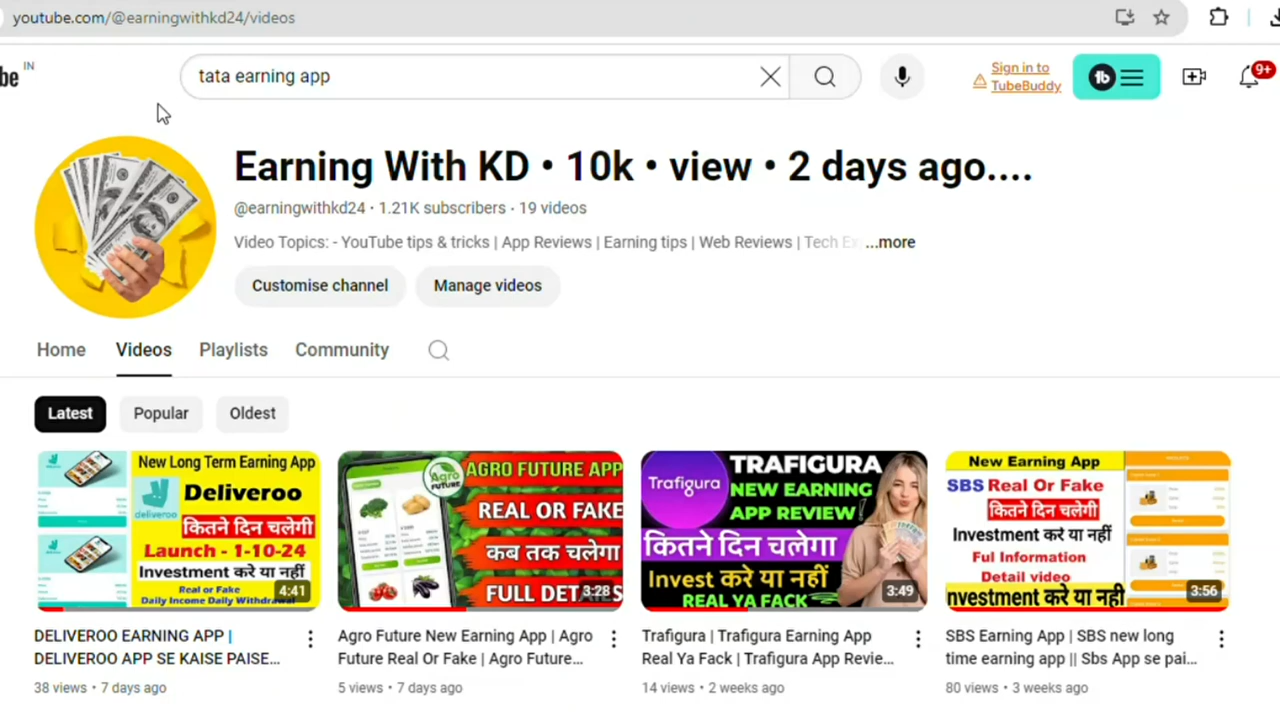 youtube.com/@earningwithkd24/videos
be IN
tata earning app
Sign in to
TubeBuddy
9+
Earning With KD • 10k • view • 2 days ago....
@earningwithkd24 • 1.21K subscribers • 19 videos
Video Topics: - YouTube tips & tricks | App Reviews | Earning tips | Web Reviews | Tech Ex ...more
Customise channel
Manage videos
Home
Videos
Playlists
Community
Latest
Popular
Oldest
New Long Term Earning App
deliveroo
Deliveroo
कितने दिन चलेगी
Launch - 1-10-24
Investment करे या नहीं
Real or Fake
Daily Income Daily Withdrawal
4:41
Agro
FUTURE
AGRO FUTURE APP
REAL OR FAKE
कब तक चलेगा
FULL DETAILS
3:28
Trafigura
TRAFIGURA
NEW EARNING
APP REVIEW
कितने दिन चलेगा
Invest करे या नहीं
REAL YA FACK
3:49
New Earning App
SBS Real Or Fake
कितने दिन चलेगी
Investment करे या नहीं
Ful Information
Detail video
nvestment करे या नही
3:56
DELIVEROO EARNING APP |
DELIVEROO APP SE KAISE PAISE...
38 views • 7 days ago
Agro Future New Earning App | Agro
Future Real Or Fake | Agro Future...
5 views • 7 days ago
Trafigura | Trafigura Earning App
Real Ya Fack | Trafigura App Revie...
14 views • 2 weeks ago
SBS Earning App | SBS new long
time earning app || Sbs App se pai...
80 views • 3 weeks ago